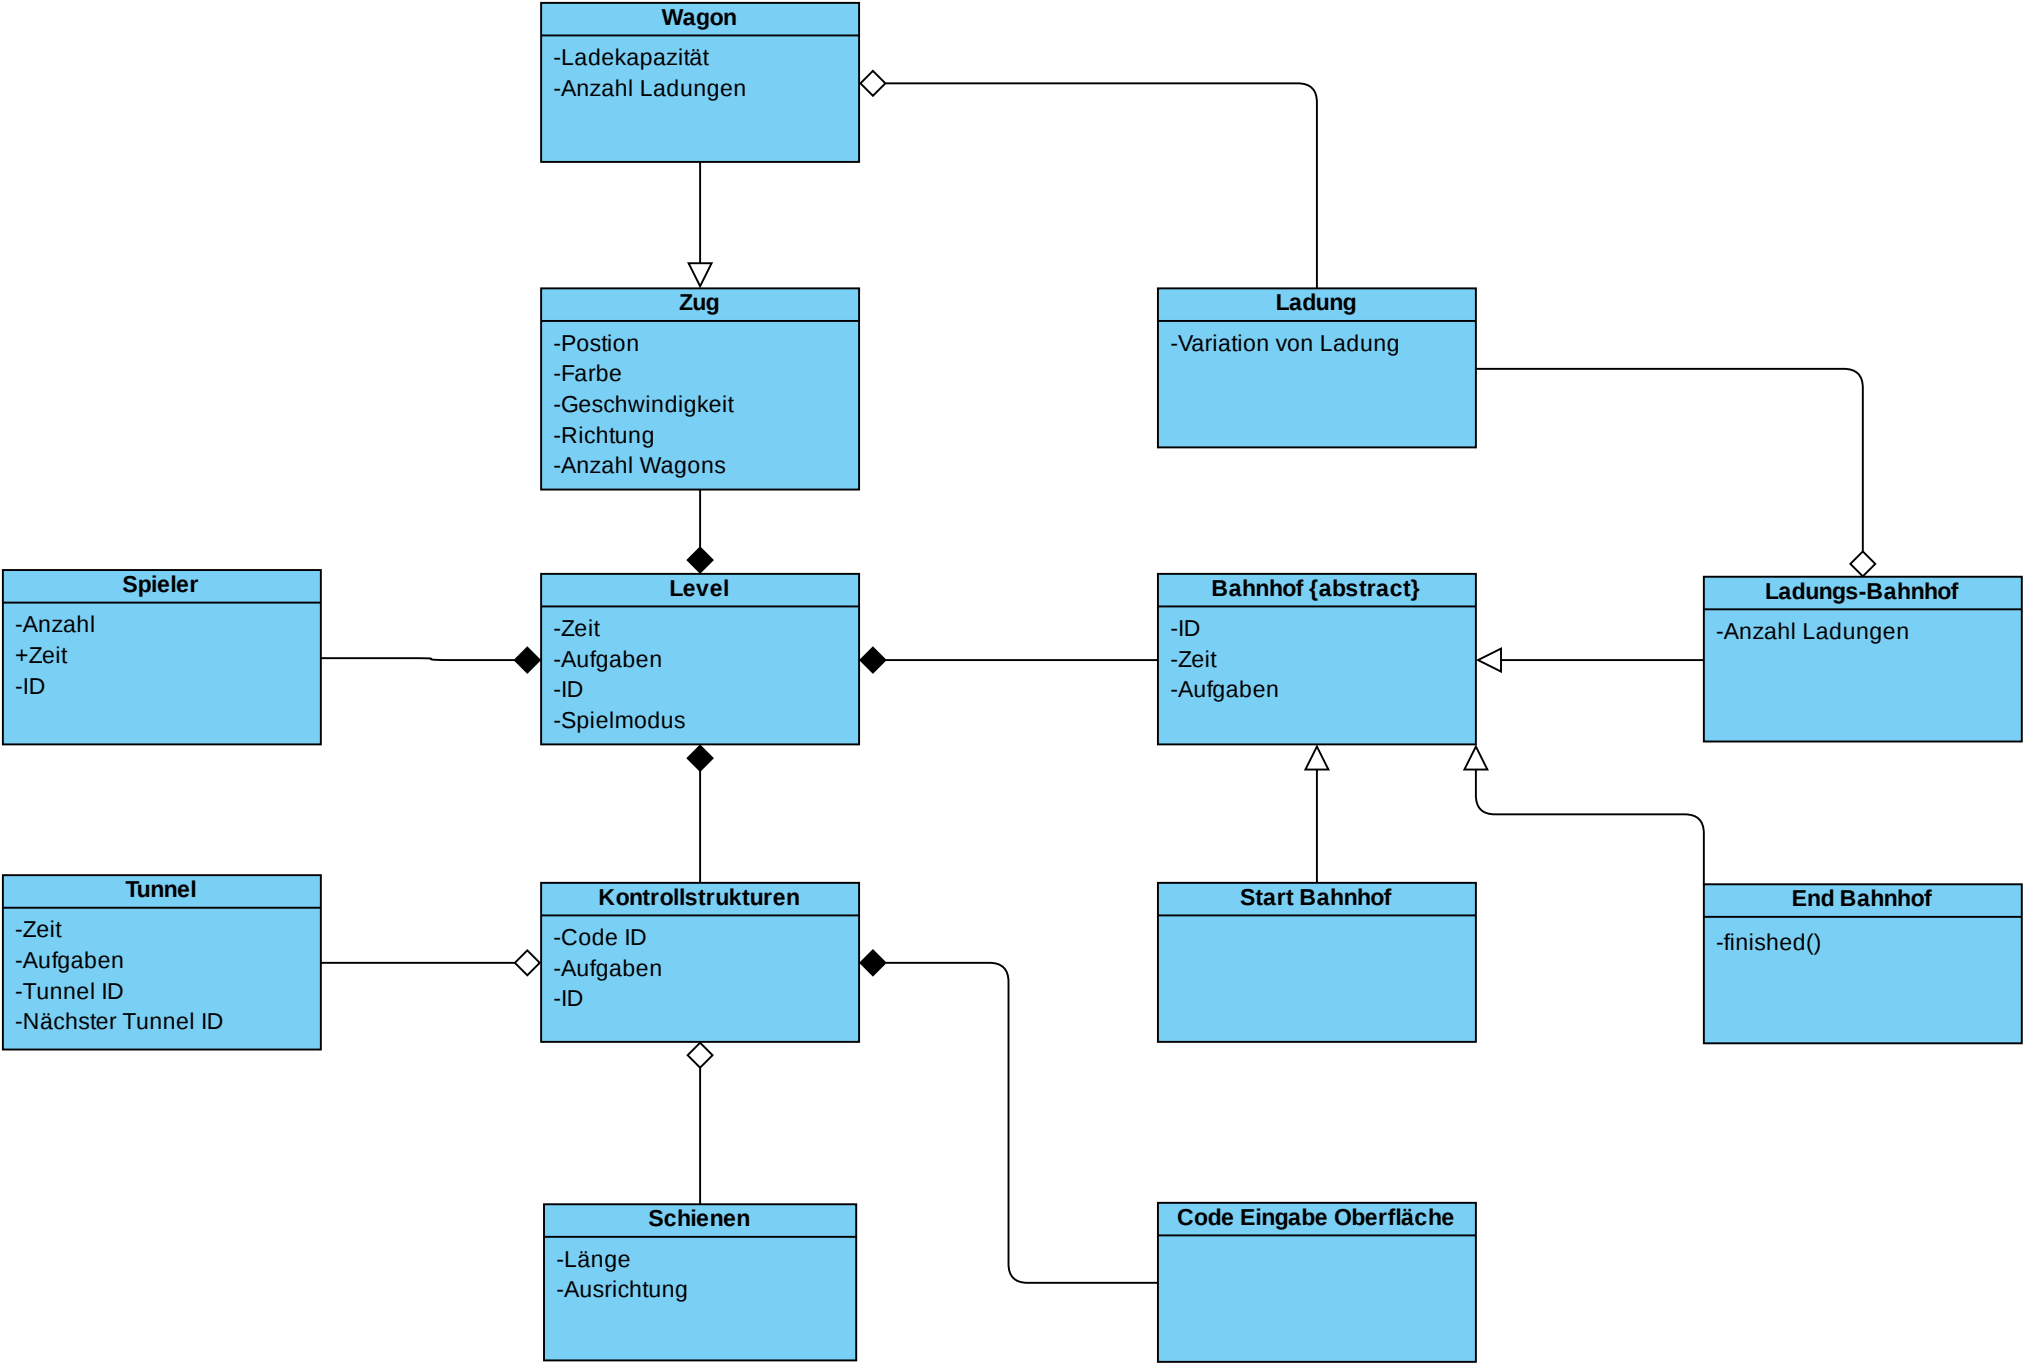 Wagon
-Ladekapazität
-Anzahl Ladungen
Zug
-Postion
-Farbe
-Geschwindigkeit
-Richtung
-Anzahl Wagons
Ladung
-Variation von Ladung
Spieler
-Anzahl
+Zeit
-ID
Level
-Zeit
-Aufgaben
-ID
-Spielmodus
Bahnhof {abstract}
-ID
-Zeit
-Aufgaben
Ladungs-Bahnhof
-Anzahl Ladungen
Tunnel
-Zeit
-Aufgaben
-Tunnel ID
-Nächster Tunnel ID
Kontrollstrukturen
-Code ID
-Aufgaben
-ID
Start Bahnhof
End Bahnhof
-finished()
Schienen
-Länge
-Ausrichtung
Code Eingabe Oberfläche